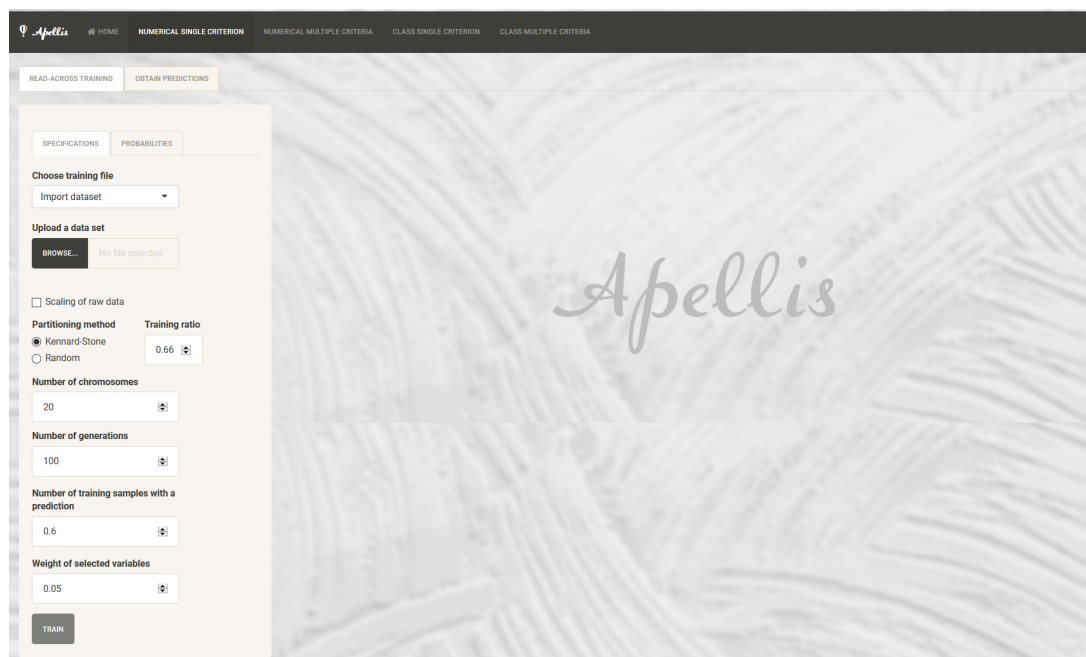 Apellis HOME NUMERICAL SINGLE CRITERION NUMERICAL MULTIPLE CRITERIA CLASS SINGLE CRITERION CLASS MULTIPLE CRITERIA
READ-ACROSS TRAINING OBTAIN PREDICTIONS
SPECIFICATIONS PROBABILITIES
Choose training file
Import dataset
Upload a data set
BROWSE... No file selected
Scaling of raw data
Partitioning method Training ratio
Kennard-Stone
0.66
Random
Number of chromosomes
20
Number of generations
100
Number of training samples with a
prediction
0.6
Weight of selected variables
0.05
TRAIN
Apellis